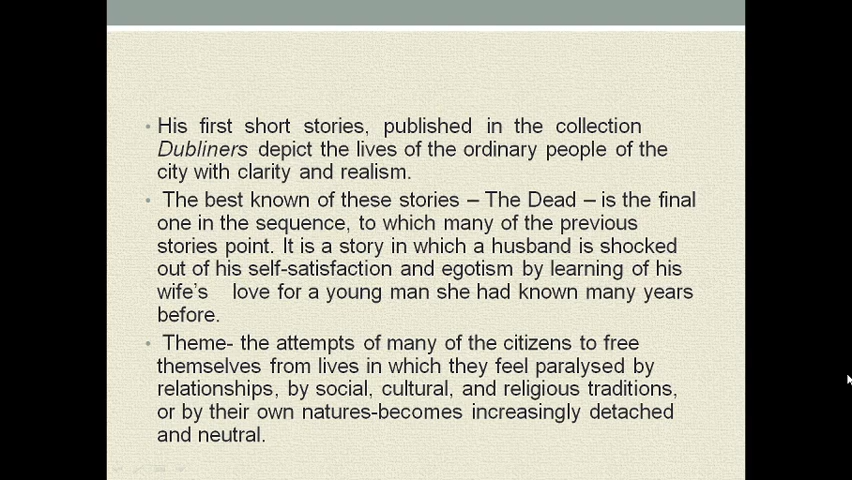 • His first short stories, published in the collection
Dubliners depict the lives of the ordinary people of the
city with clarity and realism.
• The best known of these stories – The Dead – is the final
one in the sequence, to which many of the previous
stories point. It is a story in which a husband is shocked
out of his self-satisfaction and egotism by learning of his
wife's love for a young man she had known many years
before.
• Theme- the attempts of many of the citizens to free
themselves from lives in which they feel paralysed by
relationships, by social, cultural, and religious traditions,
or by their own natures-becomes increasingly detached
and neutral.